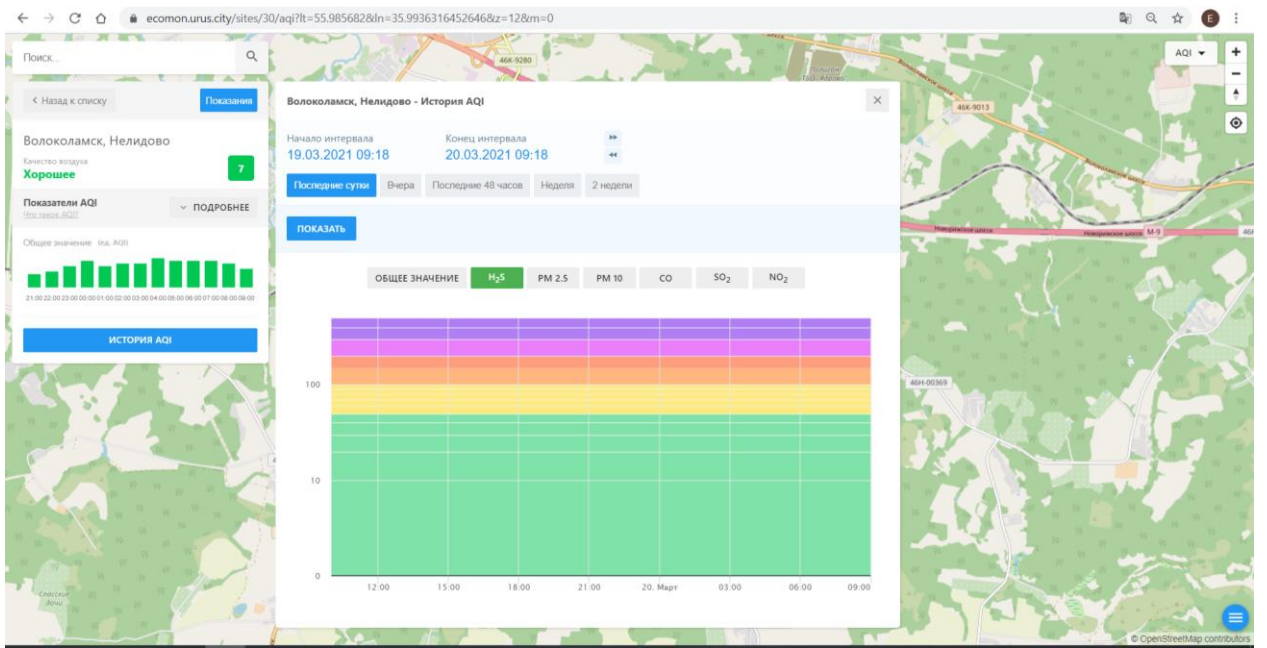 ecomon.urus.city/sites/30/aqi?lt=55.985682&ln=35.9936316452646&z=12&m=0
E
Поиск...
AQI
+
−
Назад к списку
Показания
Волоколамск, Нелидово
Качество воздуха
Хорошее
7
Показатели AQI
Что такое AQI?
ПОДРОБНЕЕ
Общее значение (ед. AQI)
21:00 22:00 23:00 00:00 01:00 02:00 03:00 04:00 05:00 06:00 07:00 08:00 09:00
ИСТОРИЯ AQI
Волоколамск, Нелидово - История AQI
Начало интервала
Конец интервала
19.03.2021 09:18
20.03.2021 09:18
Последние сутки
Вчера
Последние 48 часов
Неделя
2 недели
ПОКАЗАТЬ
ОБЩЕЕ ЗНАЧЕНИЕ
H₂S
PM 2.5
PM 10
CO
SO₂
NO₂
100
10
0
12:00
15:00
18:00
21:00
20. Март
03:00
06:00
09:00
46К-9280
46К-9013
Волоколамское шоссе
Новорижское шоссе
Новорижское шоссе
М-9
46Н-00369
Спасские
дачи
© OpenStreetMap contributors